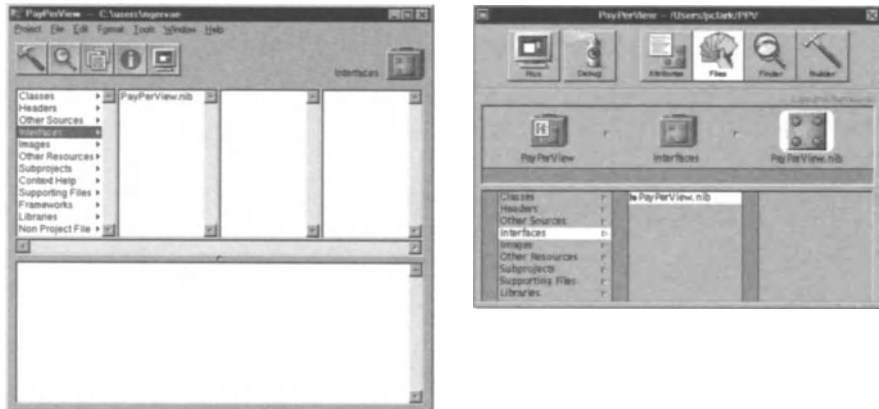 PayPerView — C:\users\mgervae
Project File Edit Format Tools Window Help
Interfaces
Classes
Headers
Other Sources
Interfaces
Images
Other Resources
Subprojects
Context Help
Supporting Files
Frameworks
Libraries
Non Project File
PayPerView.nib
PayPerView — /Users/pclark/PPV
Run Debug Attributes Files Finder Builder
PayPerView Interfaces PayPerView.nib
Classes
Headers
Other Sources
Interfaces
Images
Other Resources
Subprojects
Supporting Files
Libraries
PayPerView.nib